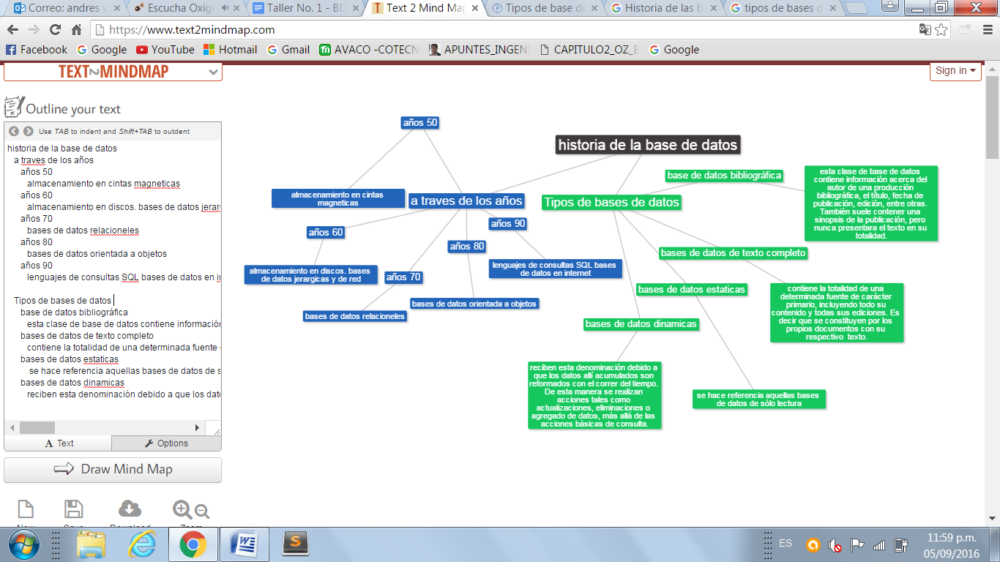 Correo: andres v
Escucha Oxige
Taller No. 1 - BD
Text 2 Mind Ma
Tipos de base de
Historia de las b
tipos de bases d
https://www.text2mindmap.com
Facebook
Google
YouTube
Hotmail
Gmail
AVACO -COTECN
APUNTES_INGEN
CAPITULO2_OZ_E
Google
TEXT2MINDMAP
Sign in
Outline your text
Use TAB to indent and Shift+TAB to outdent
historia de la base de datos
a traves de los años
años 50
almacenamiento en cintas magneticas
años 60
almacenamiento en discos. bases de datos jerar
años 70
bases de datos relacioneles
años 80
bases de datos orientada a objetos
años 90
lenguajes de consultas SQL bases de datos en i
Tipos de bases de datos
base de datos bibliográfica
esta clase de base de datos contiene información
bases de datos de texto completo
contiene la totalidad de una determinada fuente
bases de datos estaticas
se hace referencia aquellas bases de datos de s
bases de datos dinamicas
reciben esta denominación debido a que los dato
A Text
Options
Draw Mind Map
New
Save
Download
Zoom
años 50
historia de la base de datos
almacenamiento en cintas
magneticas
a traves de los años
años 60
años 90
años 80
almacenamiento en discos. bases
de datos jerargicas y de red
años 70
lenguajes de consultas SQL bases
de datos en internet
bases de datos relacioneles
bases de datos orientada a objetos
Tipos de bases de datos
base de datos bibliográfica
esta clase de base de datos
contiene información acerca del
autor de una producción
bibliográfica, el título, fecha de
publicación, edición, entre otras.
También suele contener una
sinopsis de la publicación, pero
nunca presentara el texto en su
totalidad.
bases de datos de texto completo
contiene la totalidad de una
determinada fuente de carácter
primario, incluyendo todo su
contenido y todas sus ediciones. Es
decir que se constituyen por los
propios documentos con su
respectivo texto.
bases de datos estaticas
se hace referencia aquellas bases
de datos de sólo lectura
bases de datos dinamicas
reciben esta denominación debido a
que los datos allí acumulados son
reformados con el correr del tiempo.
De esta manera se realizan
acciones tales como
actualizaciones, eliminaciones o
agregado de datos, más allá de las
acciones básicas de consulta.
ES
11:59 p.m.
05/09/2016